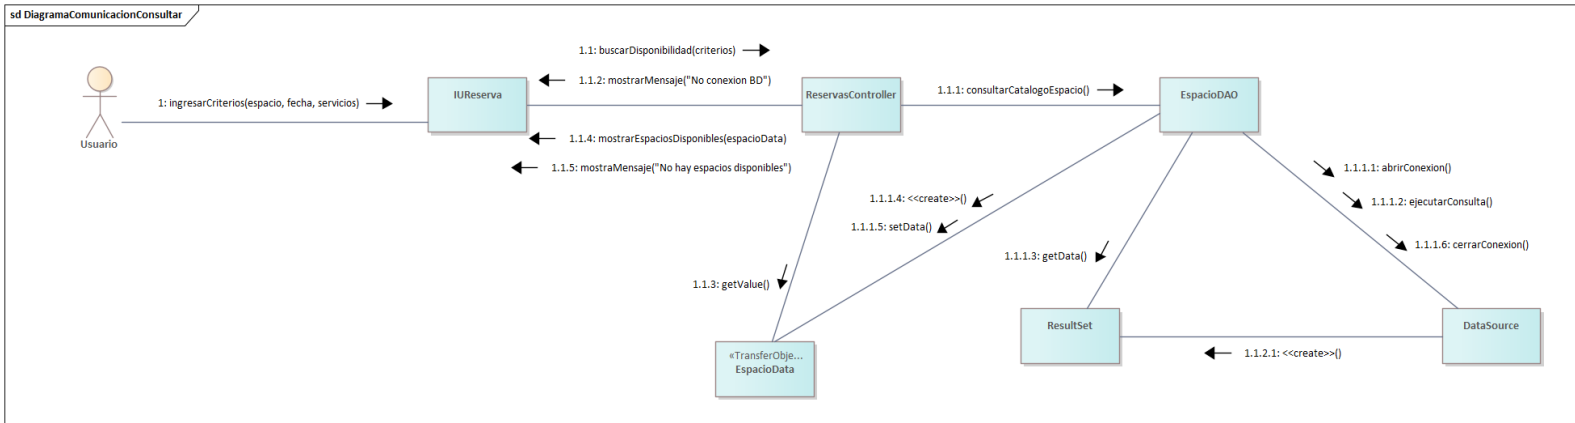 sd DiagramaComunicacionConsultar
1.1: buscarDisponibilidad(criterios)
1.1.2: mostrarMensaje("No conexion BD")
IUReserva
ReservasController
EspacioDAO
1.1.1: consultarCatalogoEspacio()
1: ingresarCriterios(espacio, fecha, servicios)
Usuario
1.1.4: mostrarEspaciosDisponibles(espacioData)
1.1.5: mostraMensaje("No hay espacios disponibles")
1.1.1.1: abrirConexion()
1.1.1.4: <<create>>()
1.1.1.2: ejecutarConsulta()
1.1.1.5: setData()
1.1.1.6: cerrarConexion()
1.1.1.3: getData()
1.1.3: getValue()
ResultSet
DataSource
1.1.2.1: <<create>>()
«TransferObje...
EspacioData